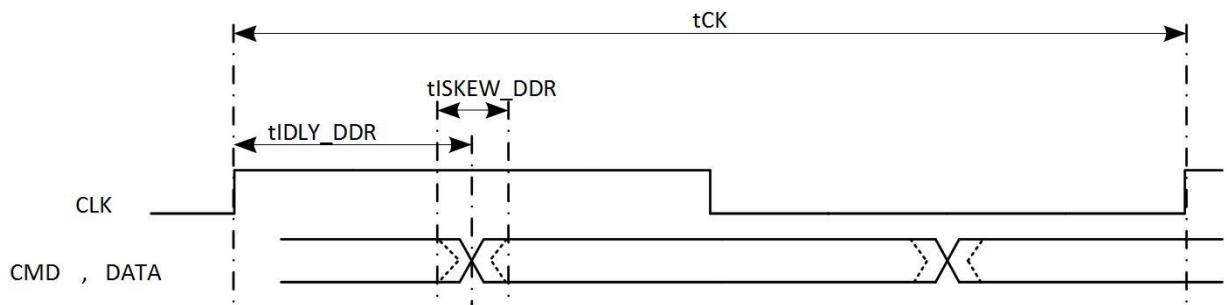 tCK
tISKEW_DDR
tIDLY_DDR
CLK
CMD , DATA